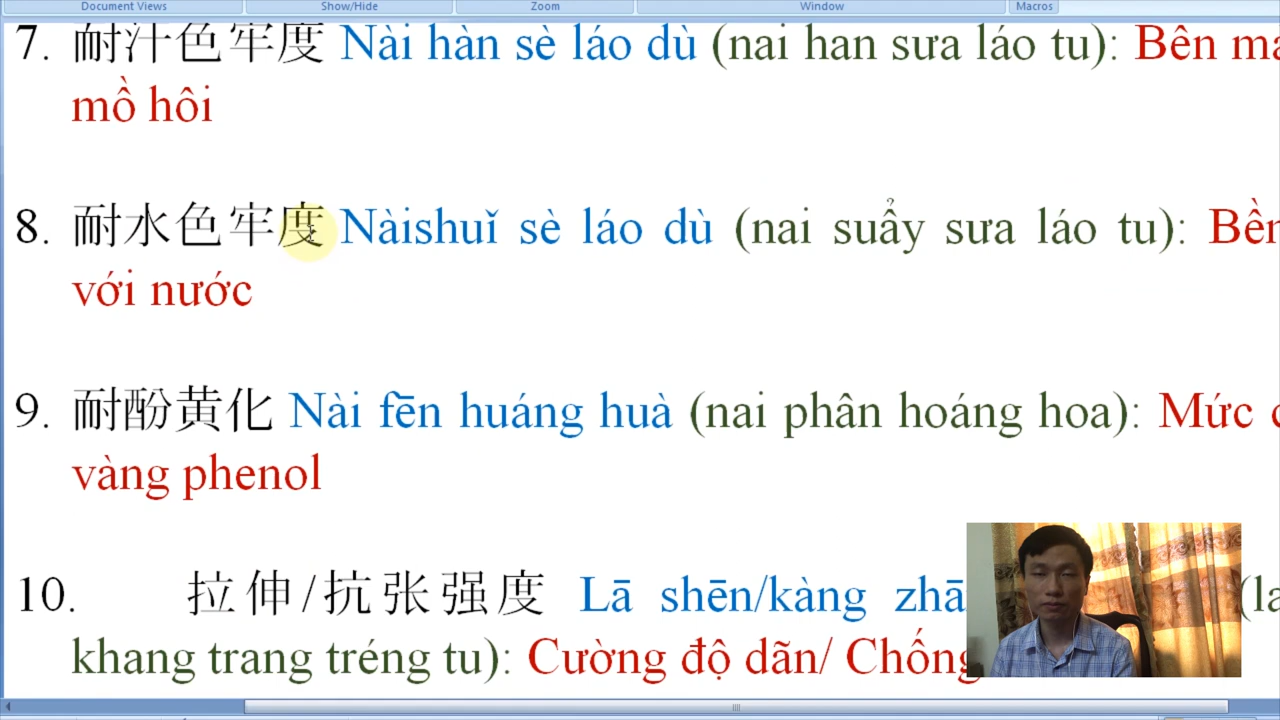 Document Views Show/Hide Zoom Window Macros
7. 耐汗色牢度 Nài hàn sè láo dù (nai han sưa láo tu): Bên
mồ hôi
8. 耐水色牢度 Nàishuǐ sè láo dù (nai suẩy sưa láo tu):
với nước
9. 耐酚黄化 Nài fēn huáng huà (nai phân hoáng hoa): Mức
vàng phenol
10. 拉伸/抗张强度 Lā shēn/kàng
khang trang tréng tu): Cường độ dãn/ Chống